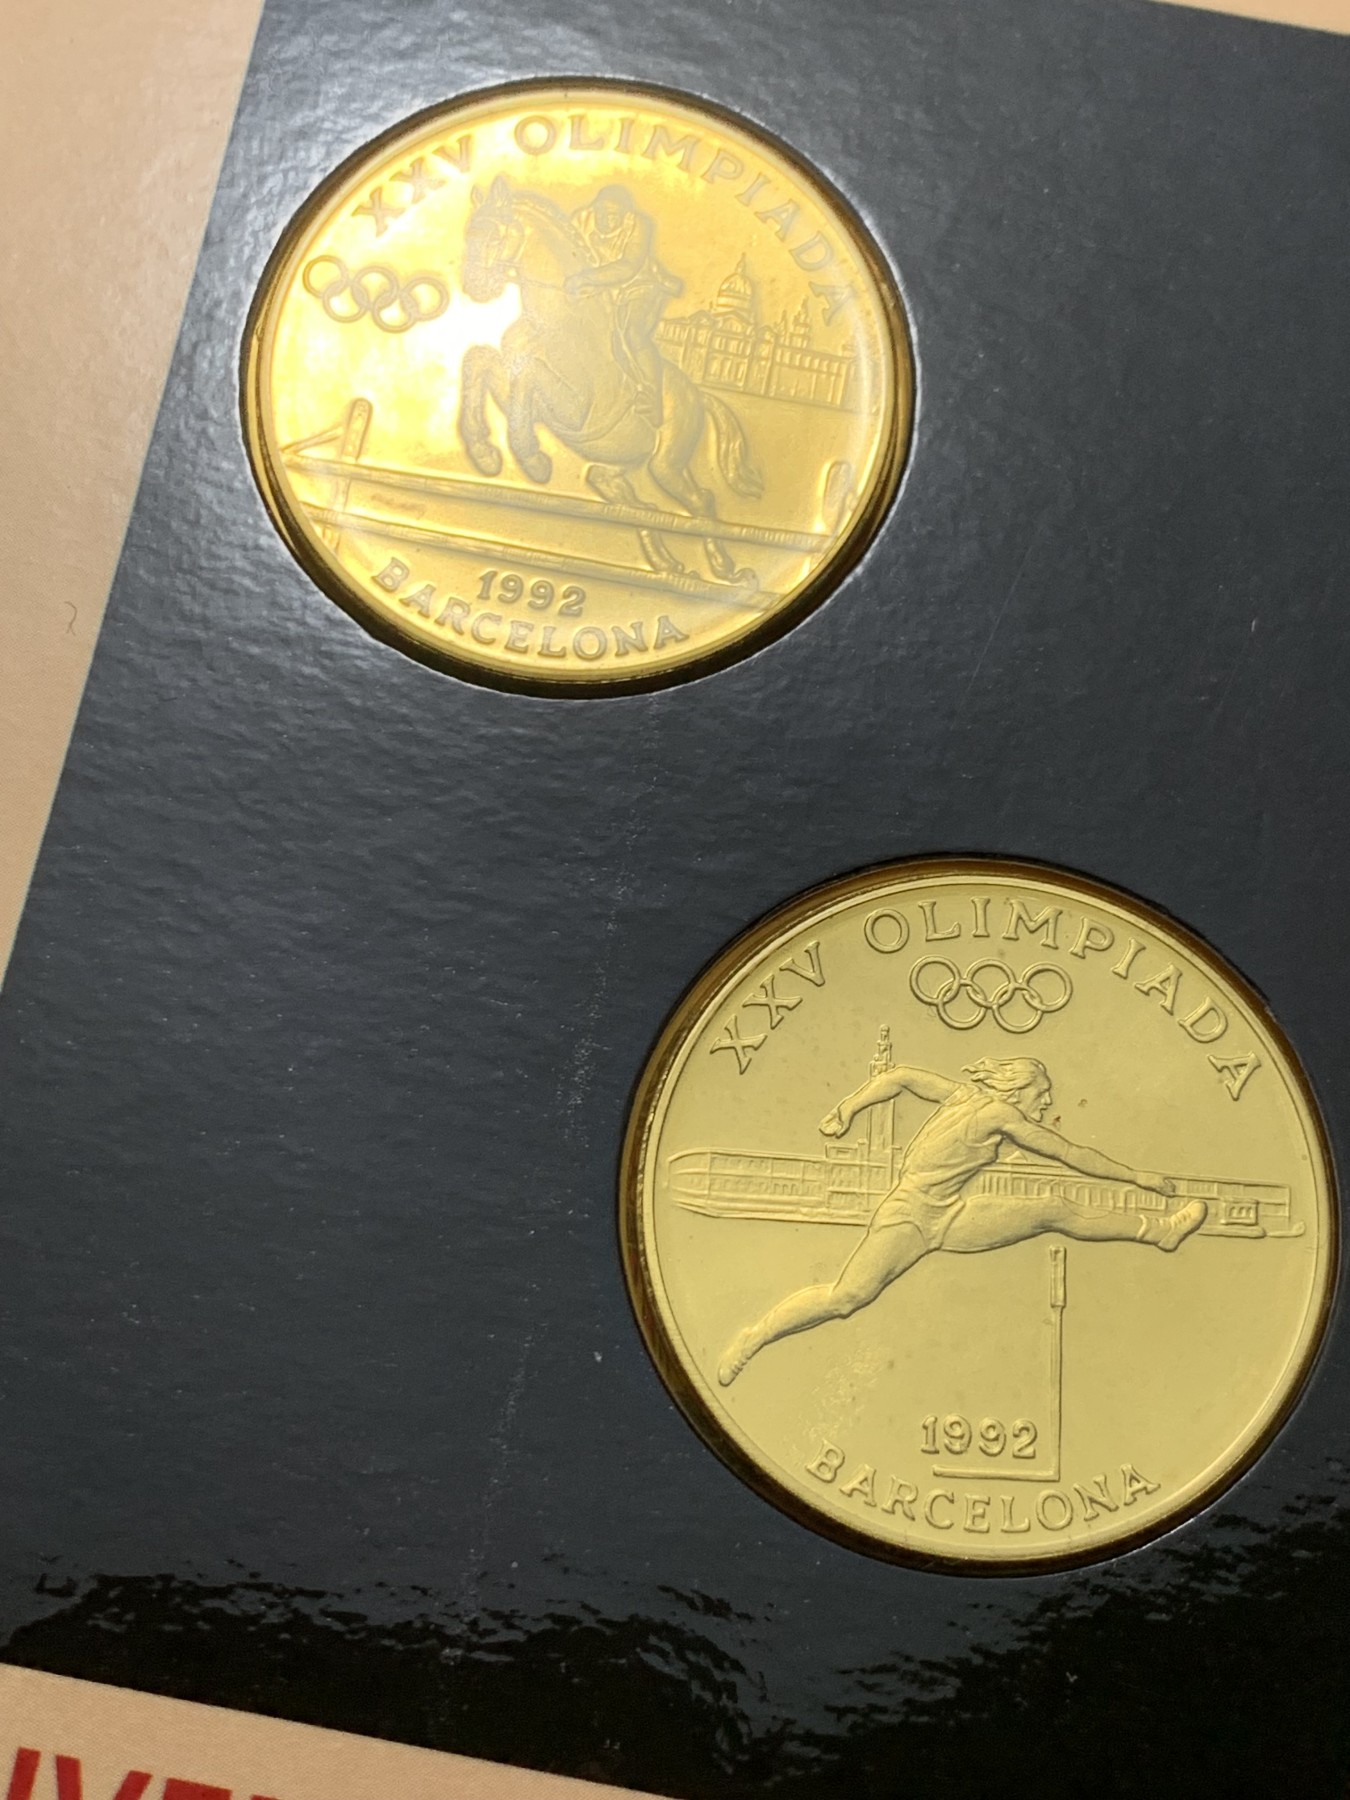 XXV OLIMPIADA
1992
BARCELONA
XXV OLIMPIADA
1992
BARCELONA